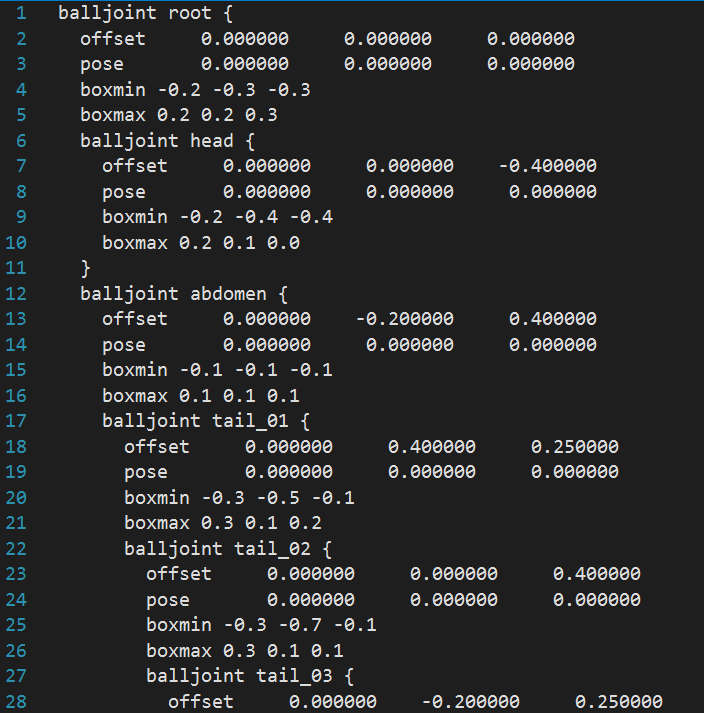 1 balljoint root {
2 offset 0.000000 0.000000 0.000000
3 pose 0.000000 0.000000 0.000000
4 boxmin -0.2 -0.3 -0.3
5 boxmax 0.2 0.2 0.3
6 balljoint head {
7 offset 0.000000 0.000000 -0.400000
8 pose 0.000000 0.000000 0.000000
9 boxmin -0.2 -0.4 -0.4
10 boxmax 0.2 0.1 0.0
11 }
12 balljoint abdomen {
13 offset 0.000000 -0.200000 0.400000
14 pose 0.000000 0.000000 0.000000
15 boxmin -0.1 -0.1 -0.1
16 boxmax 0.1 0.1 0.1
17 balljoint tail_01 {
18 offset 0.000000 0.400000 0.250000
19 pose 0.000000 0.000000 0.000000
20 boxmin -0.3 -0.5 -0.1
21 boxmax 0.3 0.1 0.2
22 balljoint tail_02 {
23 offset 0.000000 0.000000 0.400000
24 pose 0.000000 0.000000 0.000000
25 boxmin -0.3 -0.7 -0.1
26 boxmax 0.3 0.1 0.1
27 balljoint tail_03 {
28 offset 0.000000 -0.200000 0.250000